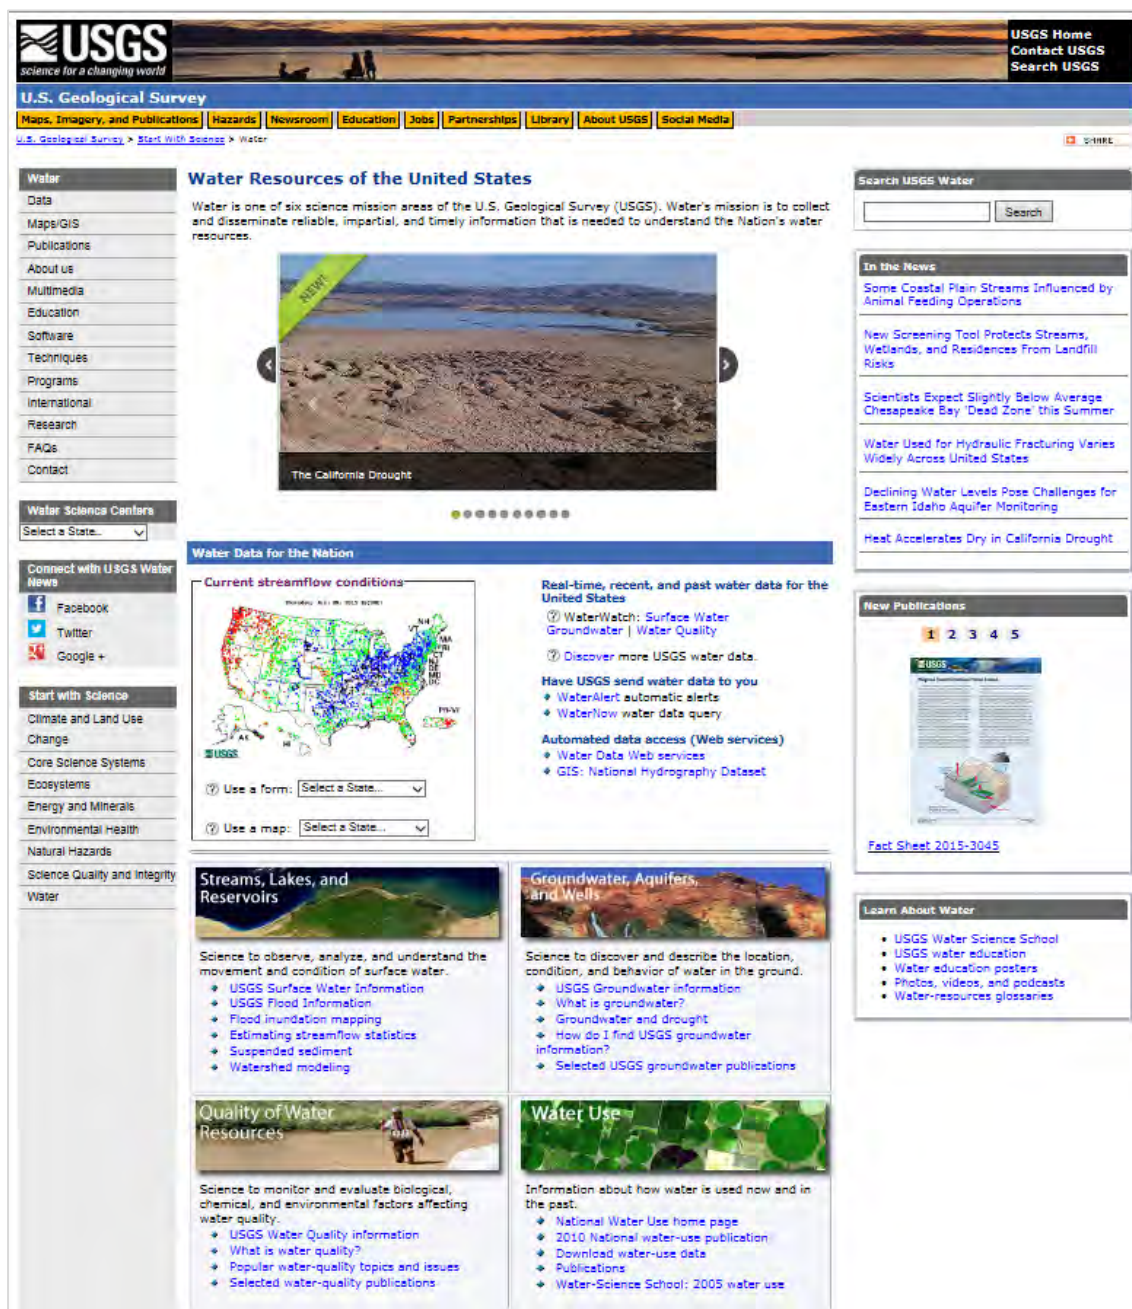 USGS
science for a changing world
USGS Home
Contact USGS
Search USGS
U.S. Geological Survey
Maps, Imagery, and Publications Hazards Newsroom Education Jobs Partnerships Library About USGS Social Media
U.S. Geological Survey > Start With Science > Water
SHARE
Water
Data
Maps/GIS
Publications
About us
Multimedia
Education
Software
Techniques
Programs
International
Research
FAQs
Contact
Water Science Centers
Select a State...
Connect with USGS Water
News
Facebook
Twitter
Google +
Start with Science
Climate and Land Use
Change
Core Science Systems
Ecosystems
Energy and Minerals
Environmental Health
Natural Hazards
Science Quality and Integrity
Water
Water Resources of the United States
Water is one of six science mission areas of the U.S. Geological Survey (USGS). Water's mission is to collect
and disseminate reliable, impartial, and timely information that is needed to understand the Nation's water
resources.
NEW!
The California Drought
Water Data for the Nation
Current streamflow conditions
NH
VT
MA
RI
CT
NJ
DE
MD
DC
AK
HI
PR-VI
USGS
Use a form: Select a State...
Use a map: Select a State...
Real-time, recent, and past water data for the
United States
WaterWatch: Surface Water
Groundwater | Water Quality
Discover more USGS water data.
Have USGS send water data to you
WaterAlert automatic alerts
WaterNow water data query
Automated data access (Web services)
Water Data Web services
GIS: National Hydrography Dataset
Streams, Lakes, and
Reservoirs
Science to observe, analyze, and understand the
movement and condition of surface water.
USGS Surface Water Information
USGS Flood Information
Flood inundation mapping
Estimating streamflow statistics
Suspended sediment
Watershed modeling
Groundwater, Aquifers,
and Wells
Science to discover and describe the location,
condition, and behavior of water in the ground.
USGS Groundwater information
What is groundwater?
Groundwater and drought
How do I find USGS groundwater
information?
Selected USGS groundwater publications
Quality of Water
Resources
Science to monitor and evaluate biological,
chemical, and environmental factors affecting
water quality.
USGS Water Quality information
What is water quality?
Popular water-quality topics and issues
Selected water-quality publications
Water Use
Information about how water is used now and in
the past.
National Water Use home page
2010 National water-use publication
Download water-use data
Publications
Water-Science School: 2005 water use
Search USGS Water
Search
In the News
Some Coastal Plain Streams Influenced by
Animal Feeding Operations
New Screening Tool Protects Streams,
Wetlands, and Residences From Landfill
Risks
Scientists Expect Slightly Below Average
Chesapeake Bay 'Dead Zone' this Summer
Water Used for Hydraulic Fracturing Varies
Widely Across United States
Declining Water Levels Pose Challenges for
Eastern Idaho Aquifer Monitoring
Heat Accelerates Dry in California Drought
New Publications
1 2 3 4 5
USGS
Fact Sheet 2015-3045
Learn About Water
USGS Water Science School
USGS water education
Water education posters
Photos, videos, and podcasts
Water-resources glossaries